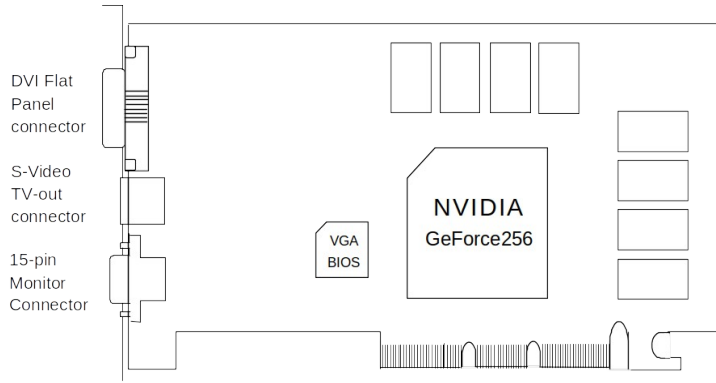 DVI Flat
Panel
connector
S-Video
TV-out
connector
15-pin
Monitor
Connector
VGA
BIOS
NVIDIA
GeForce256